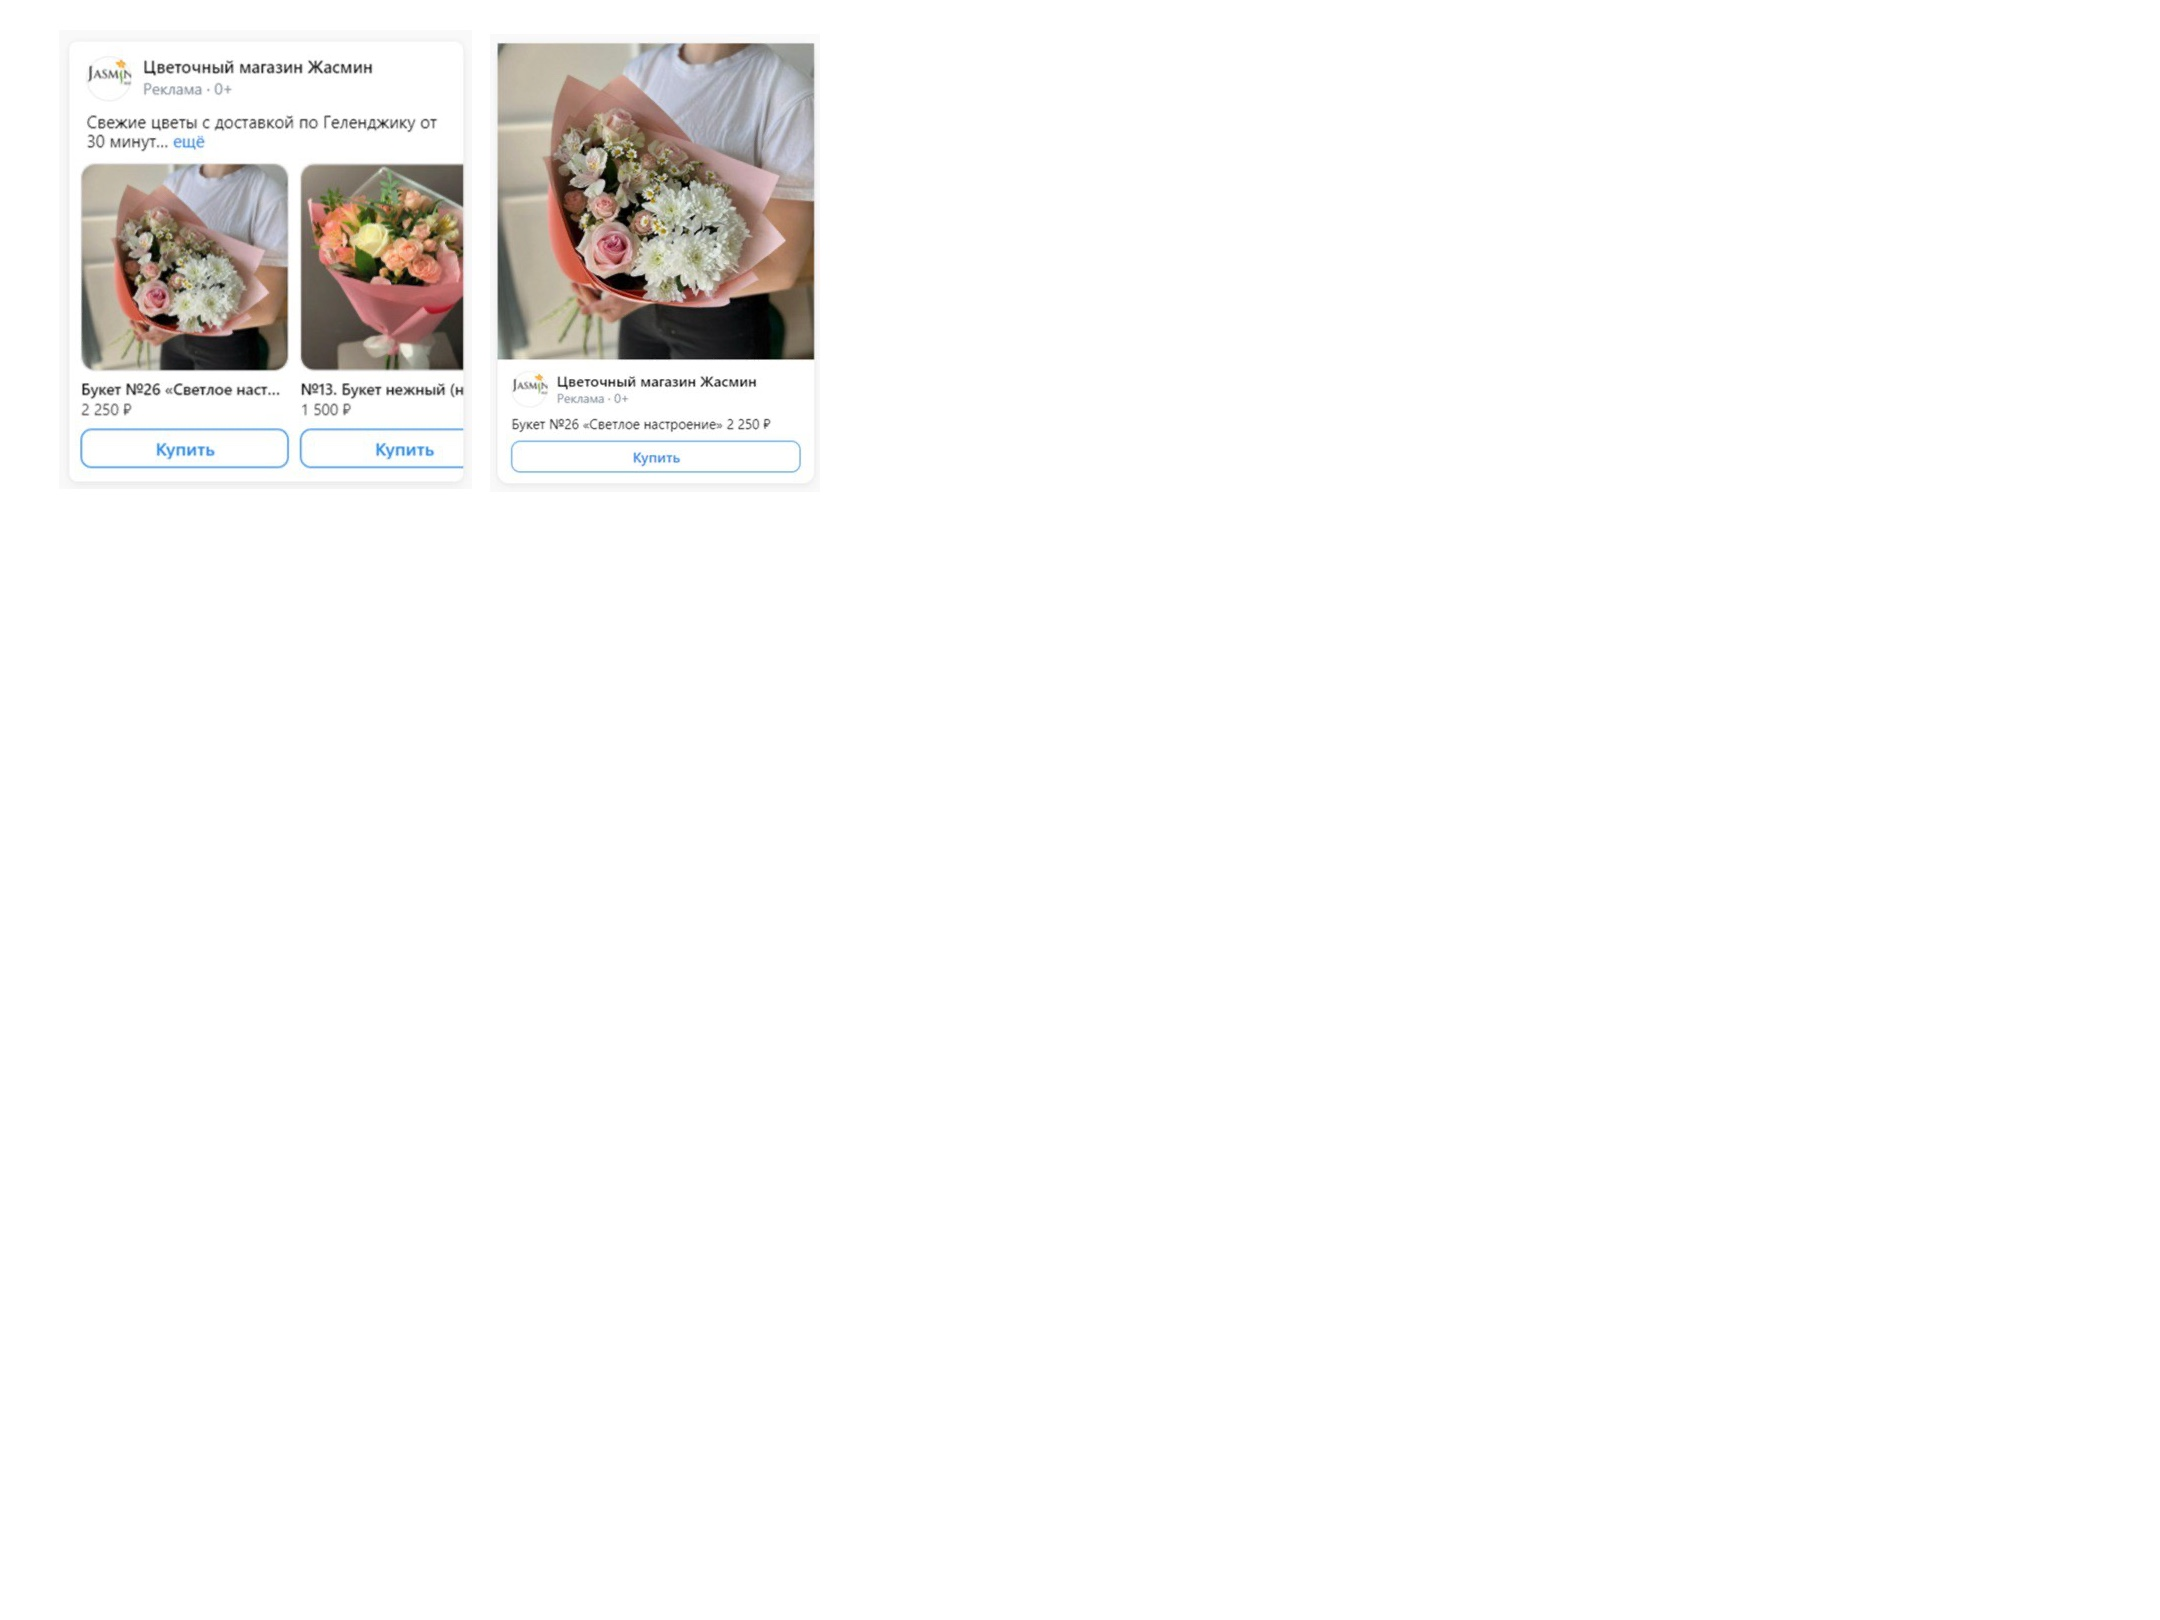 JASMIN
Цветочный магазин Жасмин
Реклама · 0+
Свежие цветы с доставкой по Геленджику от
30 минут... ещё
Букет №26 «Светлое наст...
2 250 ₽
Купить
№13. Букет нежный (н
1 500 ₽
Купить
JASMIN
Цветочный магазин Жасмин
Реклама · 0+
Букет №26 «Светлое настроение» 2 250 ₽
Купить